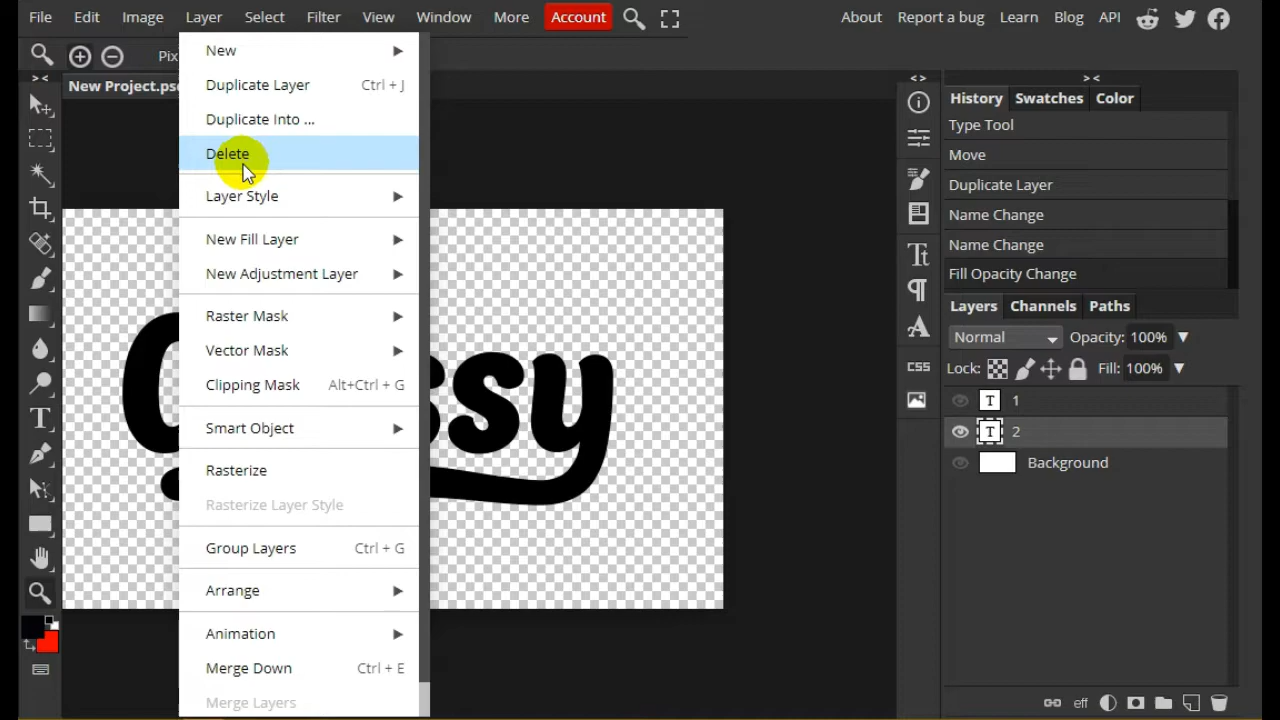 File Edit Image Layer Select Filter View Window More Account About Report a bug Learn Blog API
Pix
New Project.ps
New
Duplicate Layer Ctrl + J
Duplicate Into ...
Delete
Layer Style
New Fill Layer
New Adjustment Layer
Raster Mask
Vector Mask
Clipping Mask Alt+Ctrl + G
Smart Object
Rasterize
Rasterize Layer Style
Group Layers Ctrl + G
Arrange
Animation
Merge Down Ctrl + E
Merge Layers
ssy
CSS
History Swatches Color
Type Tool
Move
Duplicate Layer
Name Change
Name Change
Fill Opacity Change
Layers Channels Paths
Normal Opacity: 100%
Lock: Fill: 100%
T 1
T 2
Background
eff